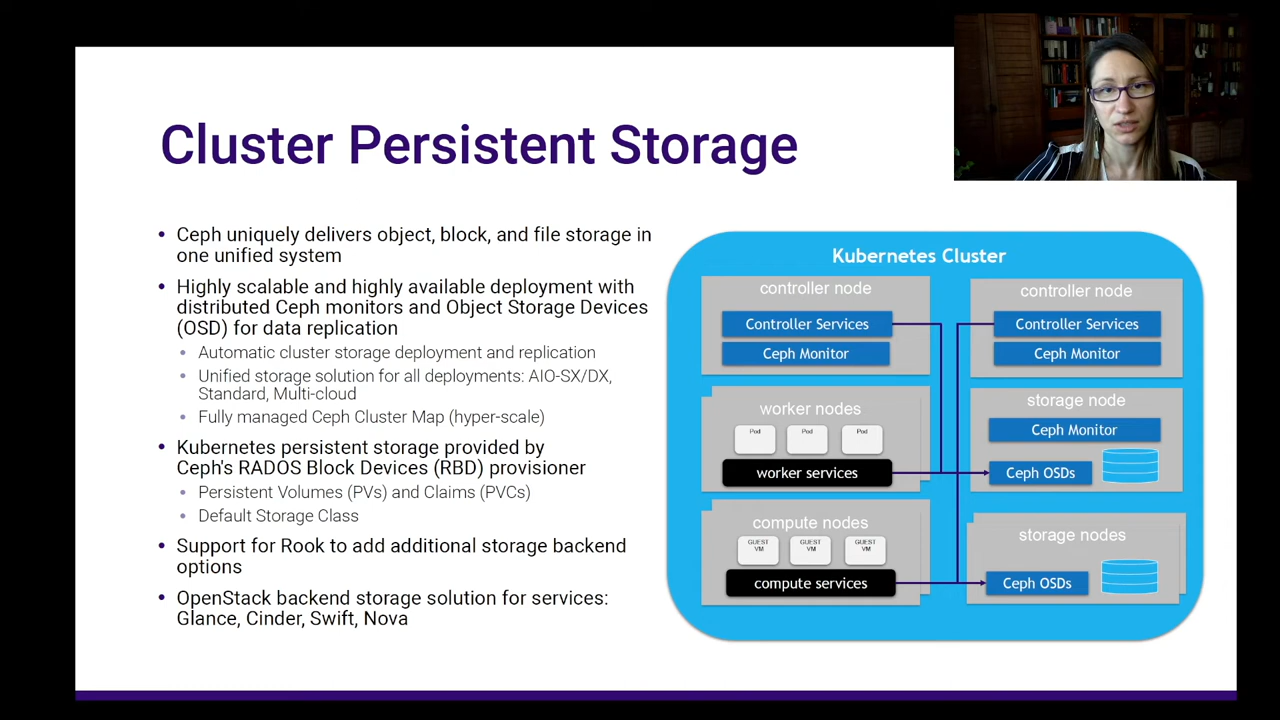 Cluster Persistent Storage
• Ceph uniquely delivers object, block, and file storage in
one unified system
• Highly scalable and highly available deployment with
distributed Ceph monitors and Object Storage Devices
(OSD) for data replication
• Automatic cluster storage deployment and replication
• Unified storage solution for all deployments: AIO-SX/DX,
Standard, Multi-cloud
• Fully managed Ceph Cluster Map (hyper-scale)
• Kubernetes persistent storage provided by
Ceph's RADOS Block Devices (RBD) provisioner
• Persistent Volumes (PVs) and Claims (PVCs)
• Default Storage Class
• Support for Rook to add additional storage backend
options
• OpenStack backend storage solution for services:
Glance, Cinder, Swift, Nova
Kubernetes Cluster
controller node
Controller Services
Ceph Monitor
controller node
Controller Services
Ceph Monitor
worker nodes
Pod
Pod
Pod
worker services
storage node
Ceph Monitor
Ceph OSDs
compute nodes
GUEST
VM
GUEST
VM
GUEST
VM
compute services
storage nodes
Ceph OSDs